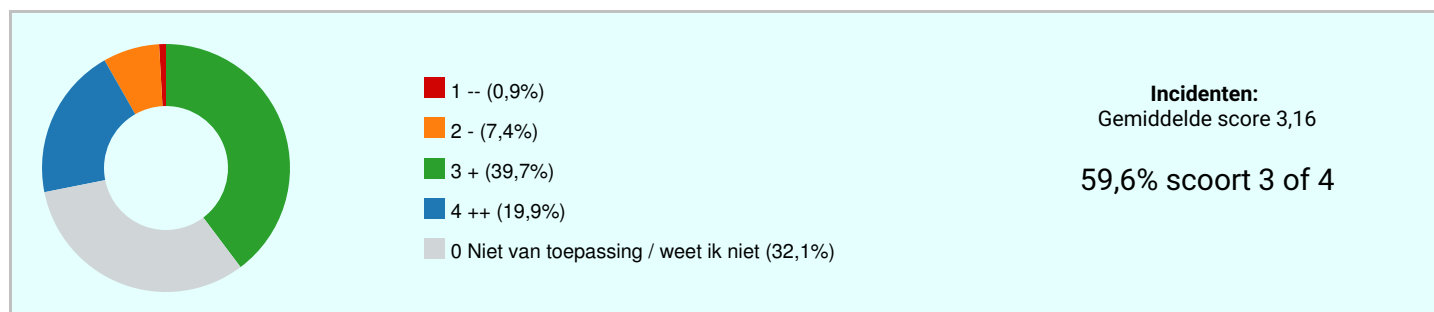 1 -- (0,9%)
2 - (7,4%)
3 + (39,7%)
4 ++ (19,9%)
0 Niet van toepassing / weet ik niet (32,1%)
Incidenten:
Gemiddelde score 3,16
59,6% scoort 3 of 4